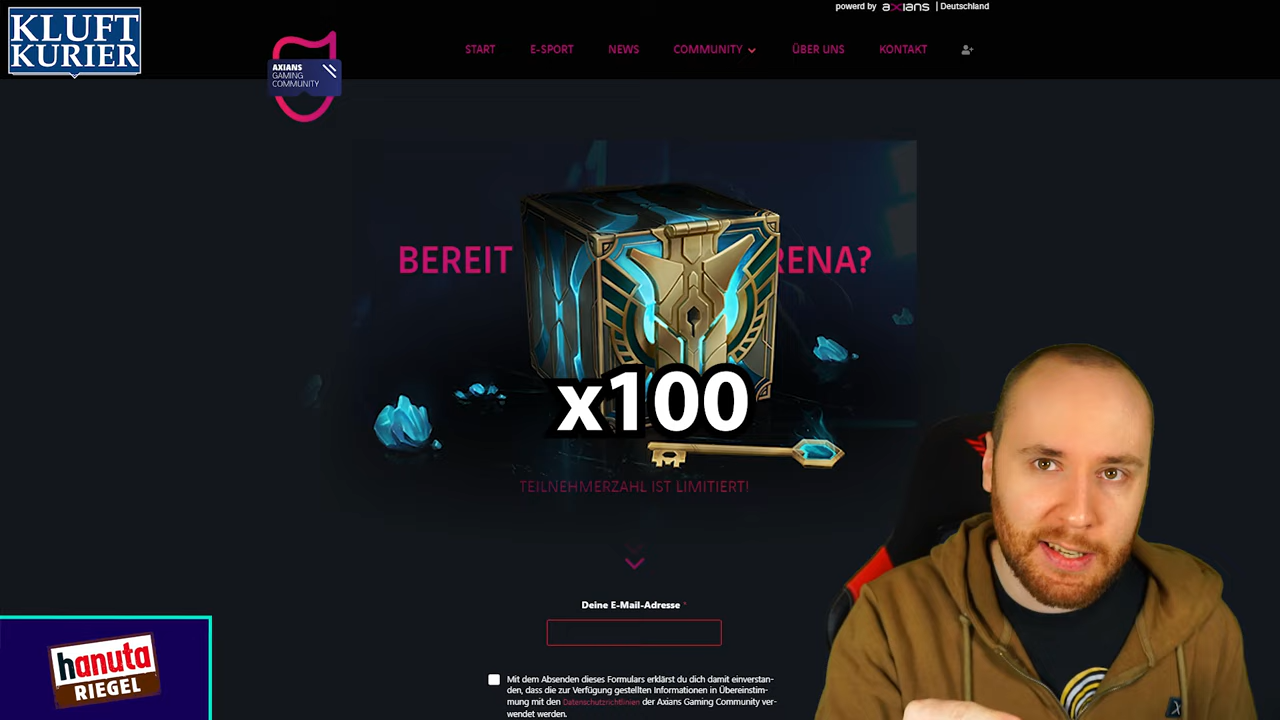 KLUFT
KURIER
powerd by axians | Deutschland
START E-SPORT NEWS COMMUNITY ÜBER UNS KONTAKT
AXIANS
GAMING
COMMUNITY
BEREIT RENA?
x100
TEILNEHMERZAHL IST LIMITIERT!
Deine E-Mail-Adresse *
Mit dem Absenden dieses Formulars erklärst du dich damit einverstan-
den, dass die zur Verfügung gestellten Informationen in Übereinstim-
mung mit den Datenschutzrichtlinien der Axians Gaming Community ver-
wendet werden.
hanuta
RIEGEL